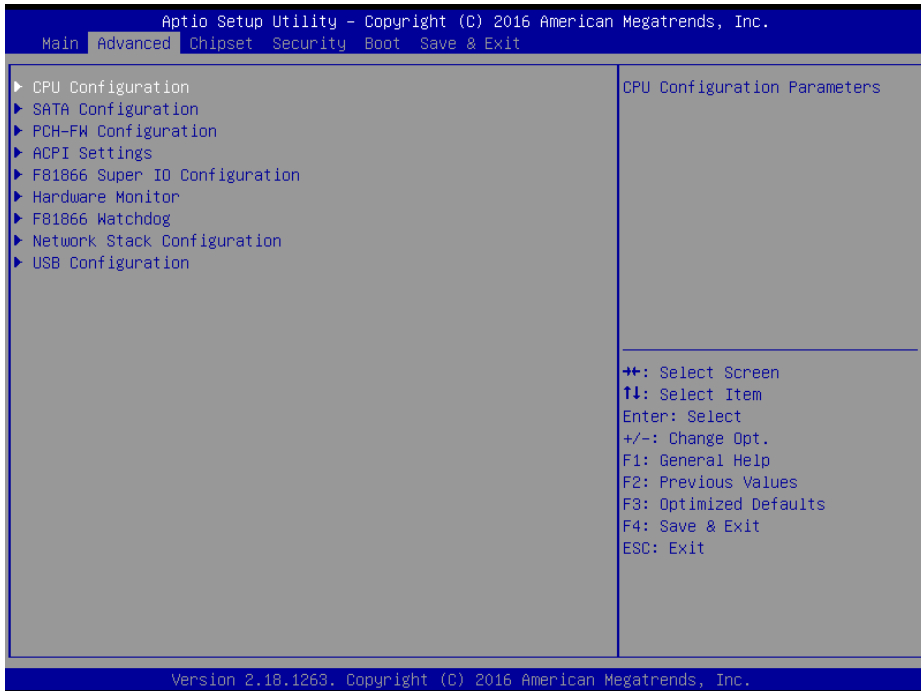 Aptio Setup Utility – Copyright (C) 2016 American Megatrends, Inc.
Main Advanced Chipset Security Boot Save & Exit
▶ CPU Configuration
▶ SATA Configuration
▶ PCH-FW Configuration
▶ ACPI Settings
▶ F81866 Super IO Configuration
▶ Hardware Monitor
▶ F81866 Watchdog
▶ Network Stack Configuration
▶ USB Configuration
CPU Configuration Parameters
→←: Select Screen
↑↓: Select Item
Enter: Select
+/-: Change Opt.
F1: General Help
F2: Previous Values
F3: Optimized Defaults
F4: Save & Exit
ESC: Exit
Version 2.18.1263. Copyright (C) 2016 American Megatrends, Inc.